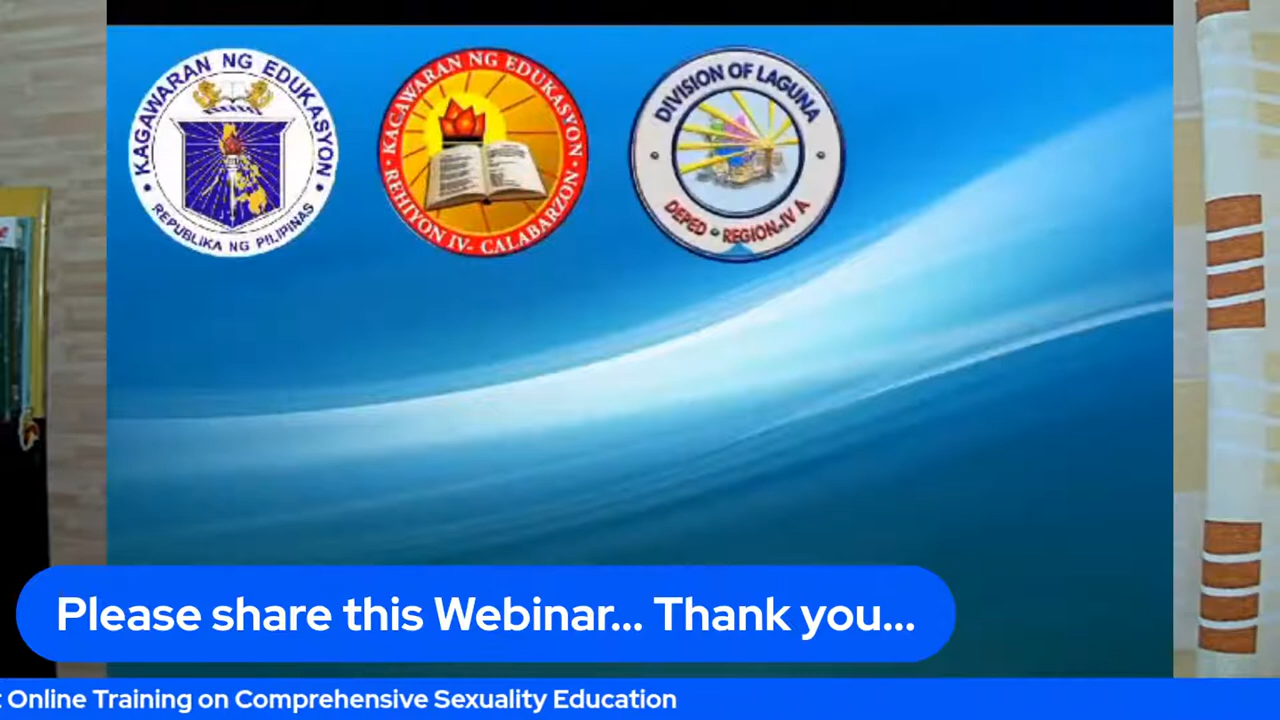 KAGAWARAN NG EDUKASYON
REPUBLIKA NG PILIPINAS
KAGAWARAN NG EDUKASYON
REHIYON IV- CALABARZON
DIVISION OF LAGUNA
DEPED • REGION-IV A
Please share this Webinar... Thank you...
Online Training on Comprehensive Sexuality Education